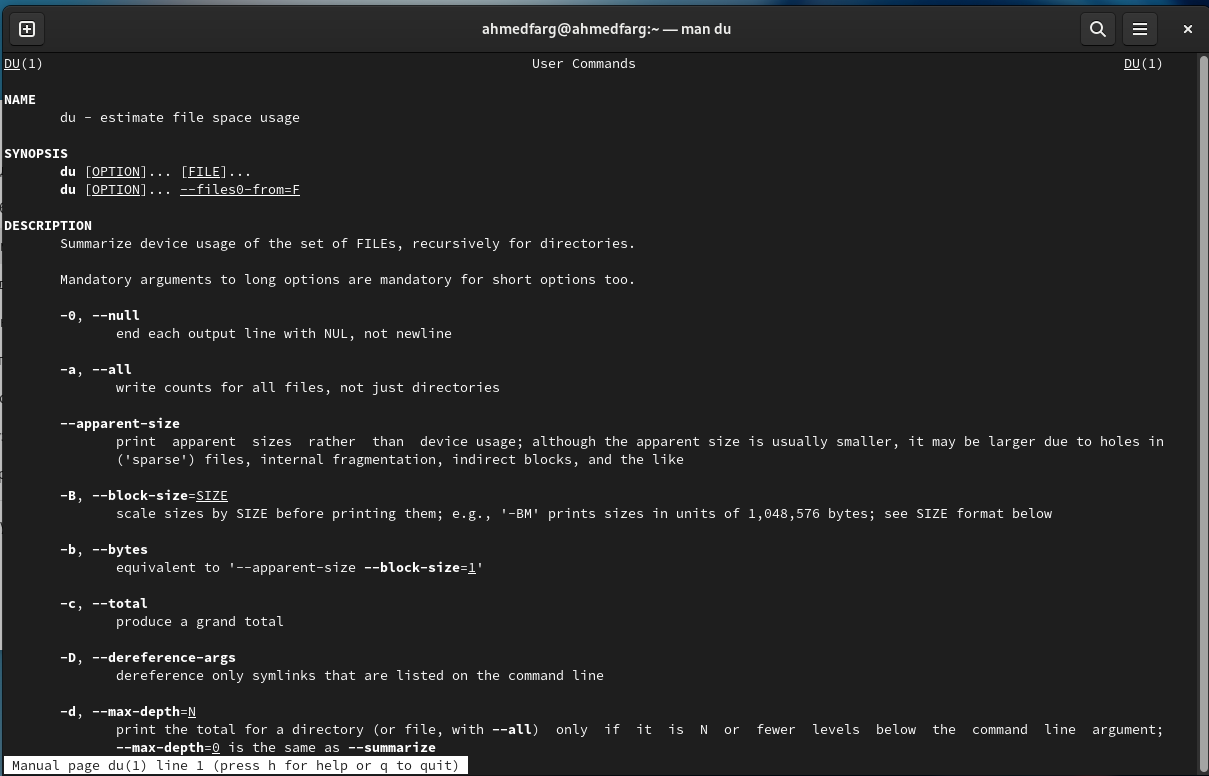 ahmedfarg@ahmedfarg:~ — man du
DU(1) User Commands DU(1)
NAME
du - estimate file space usage
SYNOPSIS
du [OPTION]... [FILE]...
du [OPTION]... --files0-from=F
DESCRIPTION
Summarize device usage of the set of FILEs, recursively for directories.
Mandatory arguments to long options are mandatory for short options too.
-0, --null
end each output line with NUL, not newline
-a, --all
write counts for all files, not just directories
--apparent-size
print apparent sizes rather than device usage; although the apparent size is usually smaller, it may be larger due to holes in
('sparse') files, internal fragmentation, indirect blocks, and the like
-B, --block-size=SIZE
scale sizes by SIZE before printing them; e.g., '-BM' prints sizes in units of 1,048,576 bytes; see SIZE format below
-b, --bytes
equivalent to '--apparent-size --block-size=1'
-c, --total
produce a grand total
-D, --dereference-args
dereference only symlinks that are listed on the command line
-d, --max-depth=N
print the total for a directory (or file, with --all) only if it is N or fewer levels below the command line argument;
--max-depth=0 is the same as --summarize
Manual page du(1) line 1 (press h for help or q to quit)